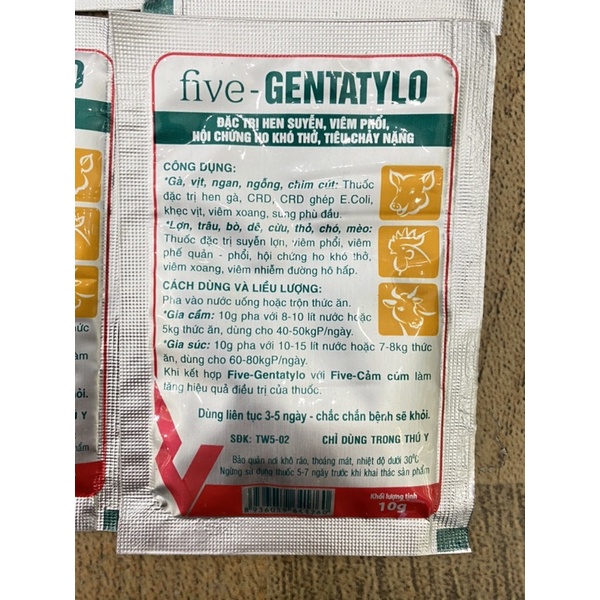 five-GENTATYLO
ĐẶC TRỊ HEN SUYỄN, VIÊM PHỔI,
HỘI CHỨNG HO KHÓ THỞ, TIÊU CHẢY NẶNG
CÔNG DỤNG:
*Gà, vịt, ngan, ngỗng, chim cút: Thuốc
đặc trị hen gà, CRD, CRD ghép E.Coli,
khẹc vịt, viêm xoang, sưng phù đầu.
*Lợn, trâu, bò, dê, cừu, thỏ, chó, mèo:
Thuốc đặc trị suyễn lợn, viêm phổi, viêm
phế quản - phổi, hội chứng ho khó thở,
viêm xoang, viêm nhiễm đường hô hấp.
CÁCH DÙNG VÀ LIỀU LƯỢNG:
Pha vào nước uống hoặc trộn thức ăn.
*Gia cầm: 10g pha với 8-10 lít nước hoặc
5kg thức ăn, dùng cho 40-50kgP/ngày.
*Gia súc: 10g pha với 10-15 lít nước hoặc 7-8kg thức
ăn, dùng cho 60-80kgP/ngày.
Khi kết hợp Five-Gentatylo với Five-Cảm cúm làm
tăng hiệu quả điều trị của thuốc.
Dùng liên tục 3-5 ngày - chắc chắn bệnh sẽ khỏi.
SĐK: TW5-02 CHỈ DÙNG TRONG THÚ Y
Bảo quản nơi khô ráo, thoáng mát, nhiệt độ dưới 30°C
Ngừng sử dụng thuốc 5-7 ngày trước khi khai thác sản phẩm
Khối lượng tịnh
10g